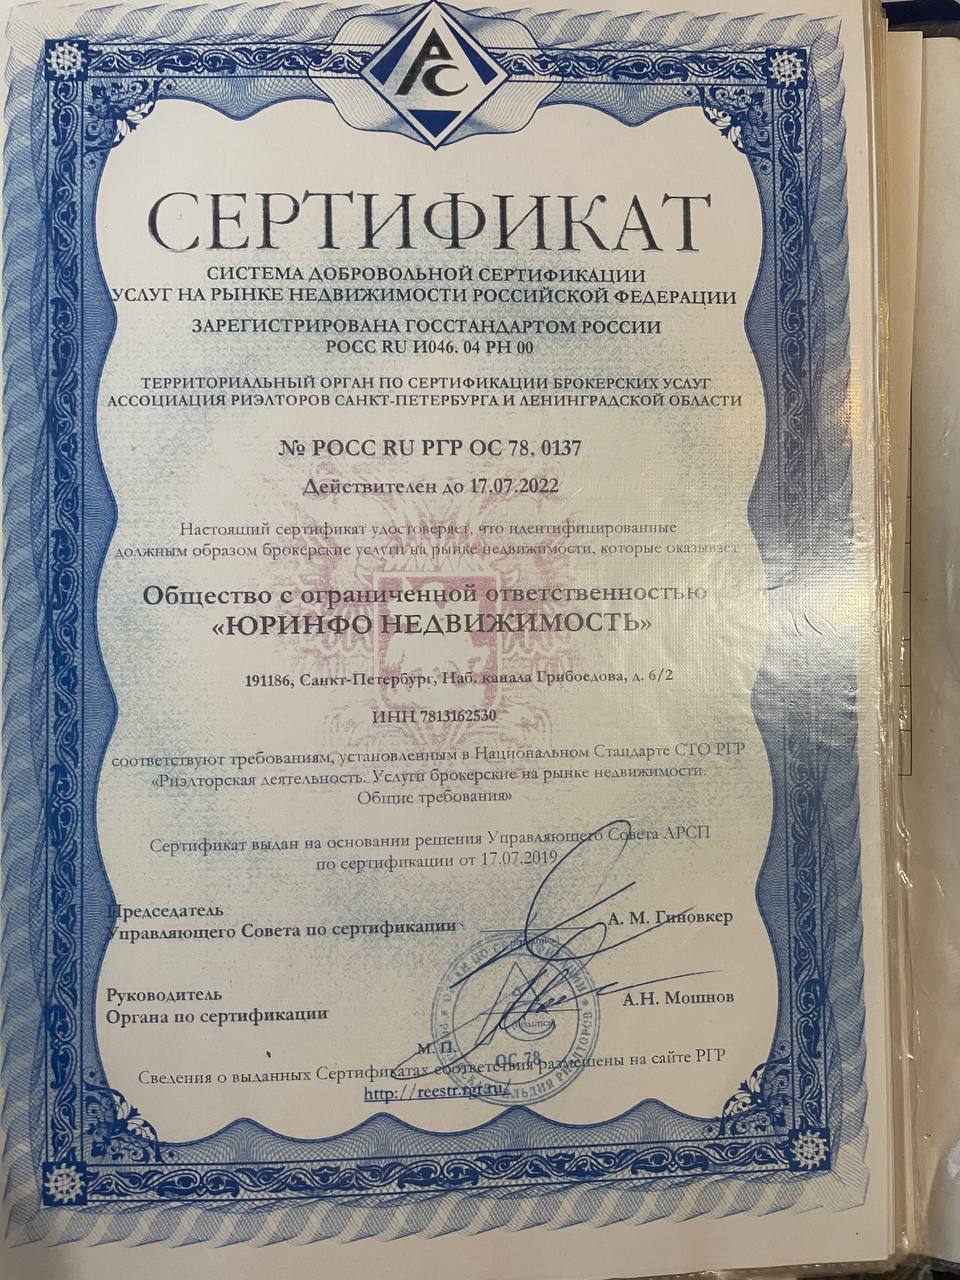 АС
СЕРТИФИКАТ
СИСТЕМА ДОБРОВОЛЬНОЙ СЕРТИФИКАЦИИ
УСЛУГ НА РЫНКЕ НЕДВИЖИМОСТИ РОССИЙСКОЙ ФЕДЕРАЦИИ
ЗАРЕГИСТРИРОВАНА ГОССТАНДАРТОМ РОССИИ
РОСС RU И046. 04 РН 00
ТЕРРИТОРИАЛЬНЫЙ ОРГАН ПО СЕРТИФИКАЦИИ БРОКЕРСКИХ УСЛУГ
АССОЦИАЦИЯ РИЭЛТОРОВ САНКТ-ПЕТЕРБУРГА И ЛЕНИНГРАДСКОЙ ОБЛАСТИ
№ РОСС RU РГР ОС 78. 0137
Действителен до 17.07.2022
Настоящий сертификат удостоверяет, что идентифицированные
должным образом брокерские услуги на рынке недвижимости, которые оказывает
Общество с ограниченной ответственностью
«ЮРИНФО НЕДВИЖИМОСТЬ»
191186, Санкт-Петербург, Наб. канала Грибоедова, д. 6/2
ИНН 7813162530
соответствуют требованиям, установленным в Национальном Стандарте СТО РГР
«Риэлторская деятельность. Услуги брокерские на рынке недвижимости.
Общие требования»
Сертификат выдан на основании решения Управляющего Совета АРСП
по сертификации от 17.07.2019
Председатель
Управляющего Совета по сертификации
А. М. Гиновкер
Руководитель
Органа по сертификации
А.Н. Мошнов
(подпись)
М. П.
ОС 78
Сведения о выданных Сертификатах соответствия размещены на сайте РГР
http://reestr.rgr.ru/